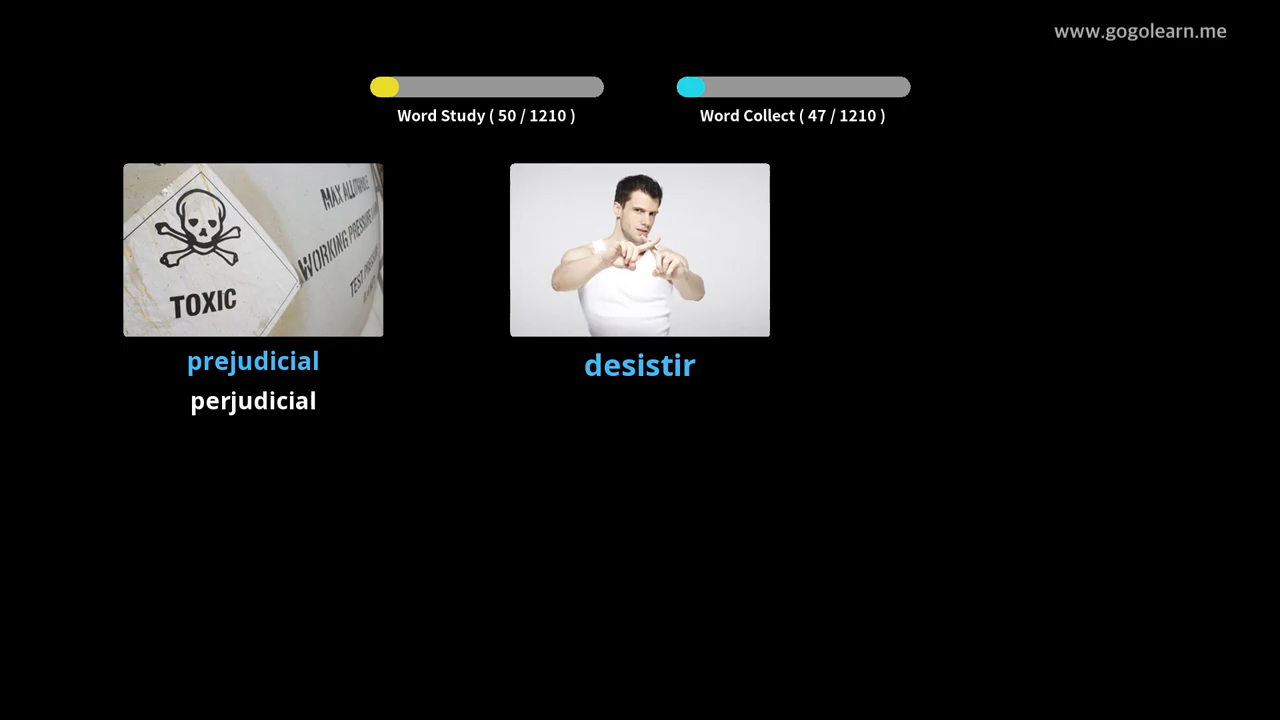 www.gogolearn.me
Word Study ( 50 / 1210 )
Word Collect ( 47 / 1210 )
MAX ALLOWABLE
WORKING PRESSURE
TOXIC
prejudicial
perjudicial
desistir